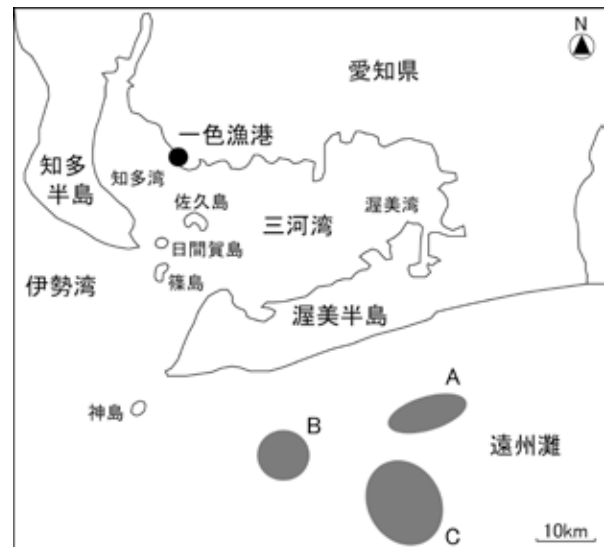 N
愛知県
一色漁港
知多
半島
知多湾
佐久島
三河湾
渥美湾
日間賀島
篠島
伊勢湾
渥美半島
神島
A
B
遠州灘
C
10km